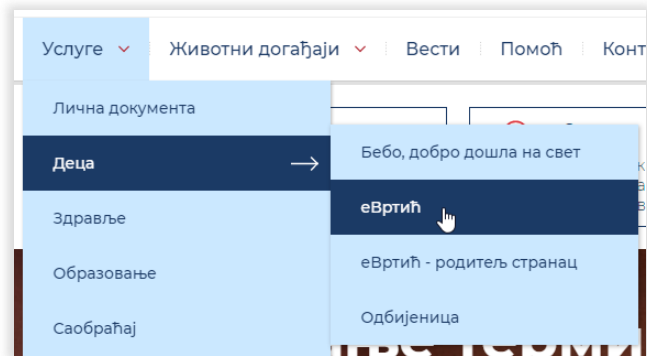 Услуге
Животни догађаји
Вести
Помоћ
Лична документа
Деца
Здравље
Образовање
Саобраћај
Бебо, добро дошла на свет
еВртић
еВртић - родитељ странац
Одбијеница